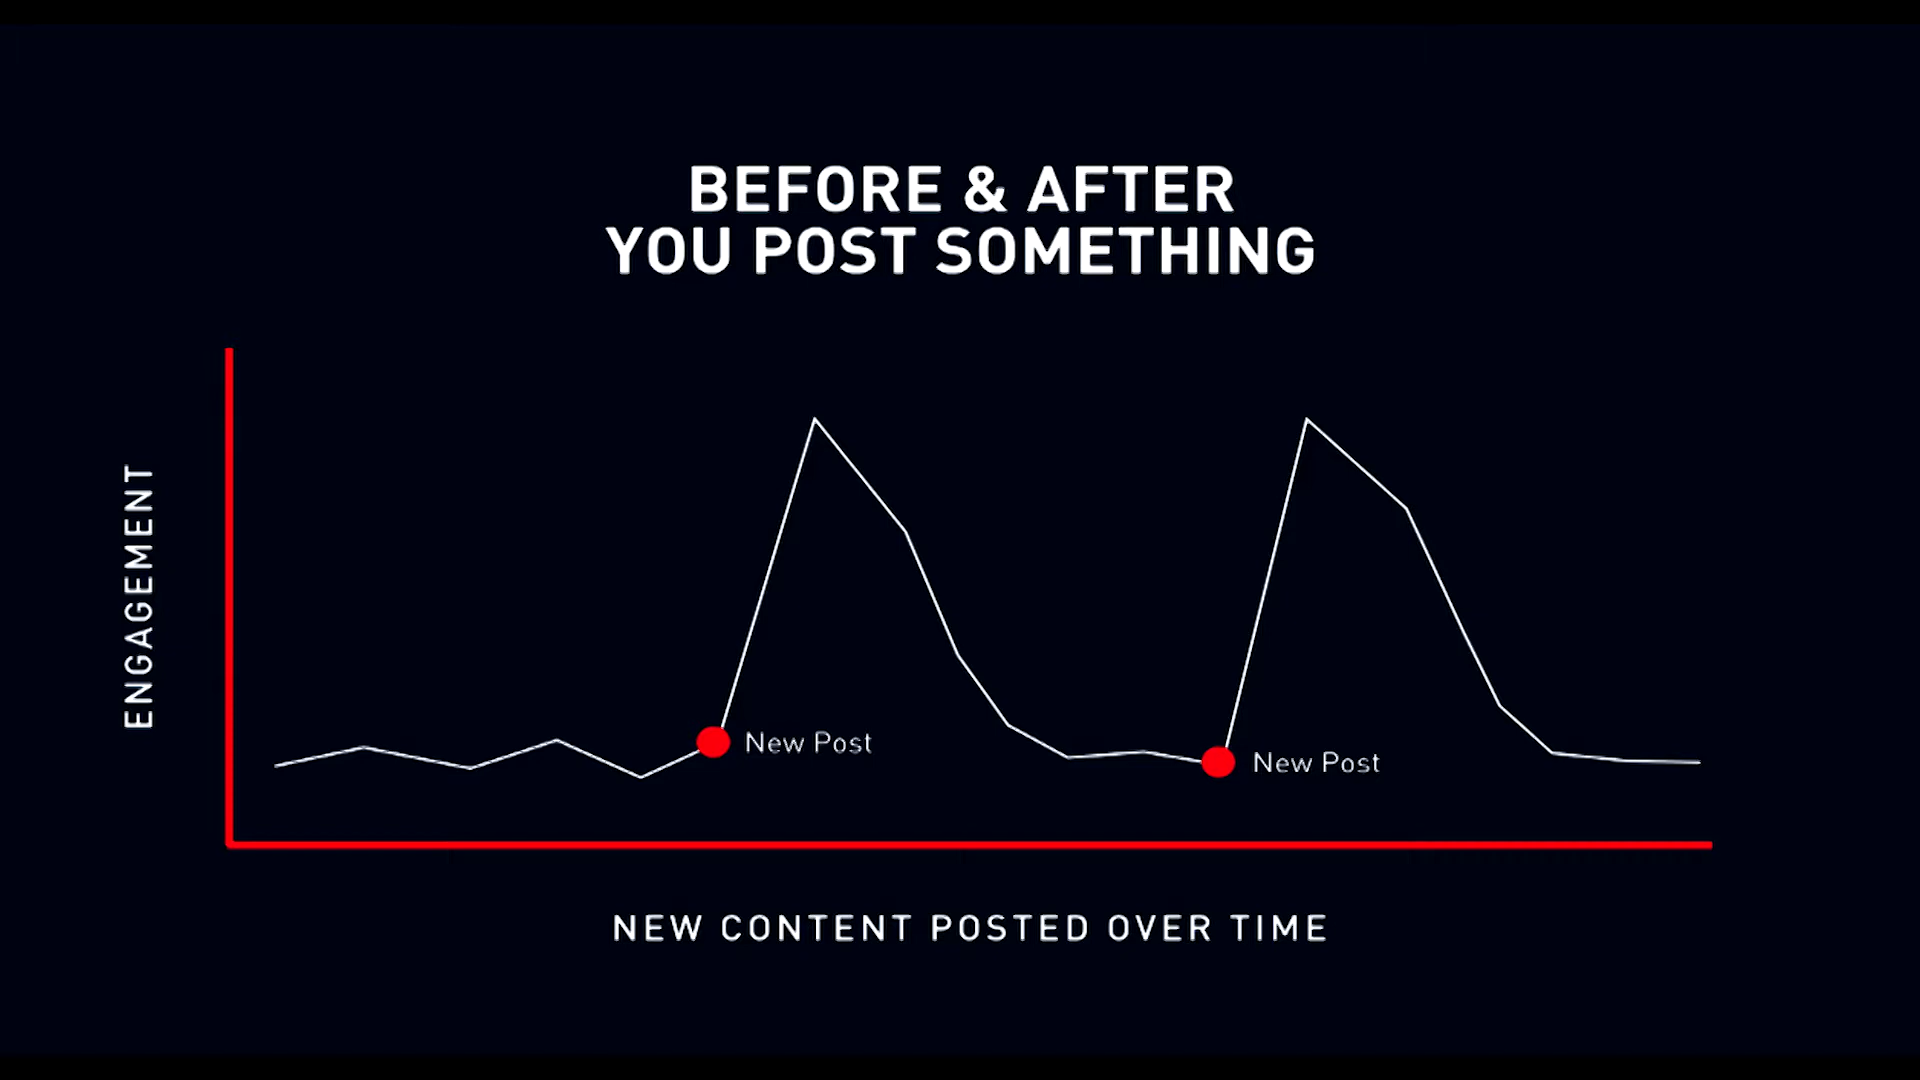 BEFORE & AFTER
YOU POST SOMETHING
ENGAGEMENT
New Post
New Post
NEW CONTENT POSTED OVER TIME